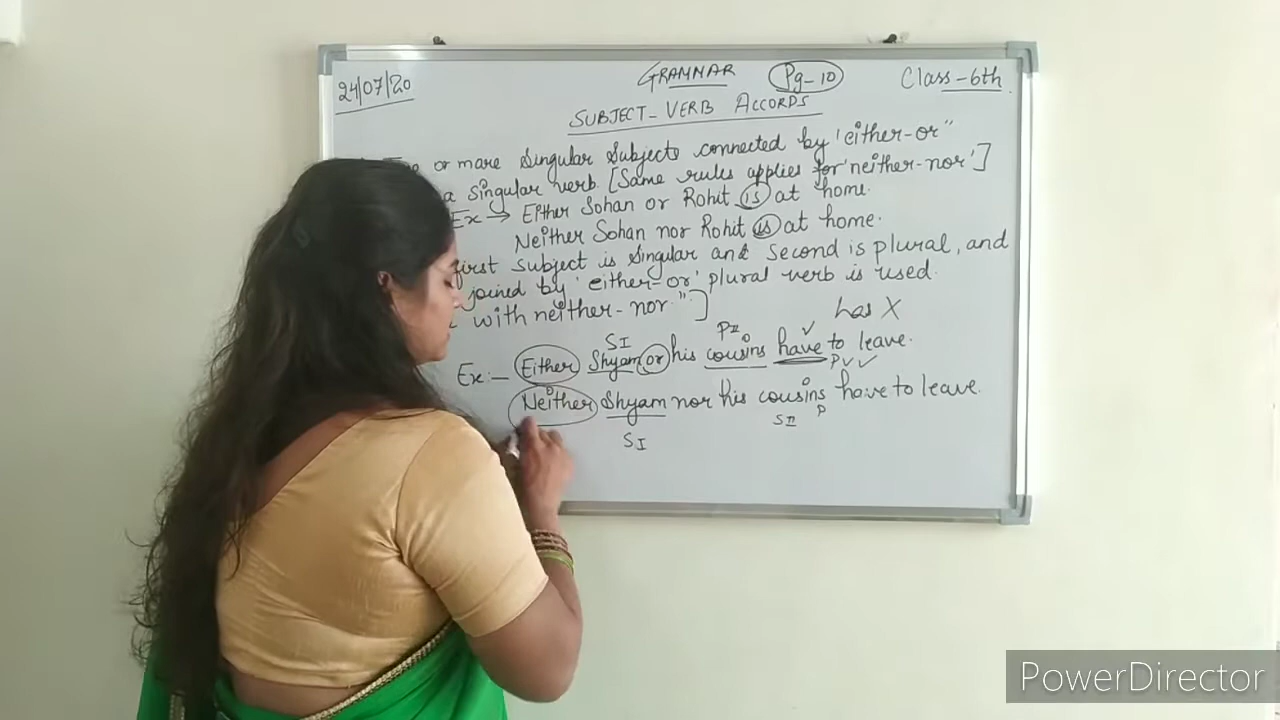 24/07/20
GRAMMAR
Pg-10
Class-6th
SUBJECT-VERB ACCORDS
or more Singular Subjects connected by 'either-or"
a singular verb. [Same rules applies for 'neither-nor']
Ex → Either Sohan or Rohit is at home.
Neither Sohan nor Rohit is at home.
first subject is singular and second is plural, and
joined by 'either-or' plural verb is used.
with neither-nor."]
has X
SI PII ✓
Ex:- Either Shyam or his cousins have to leave.
PV ✓✓
Neither Shyam nor his cousins have to leave.
SI SII P
PowerDirector